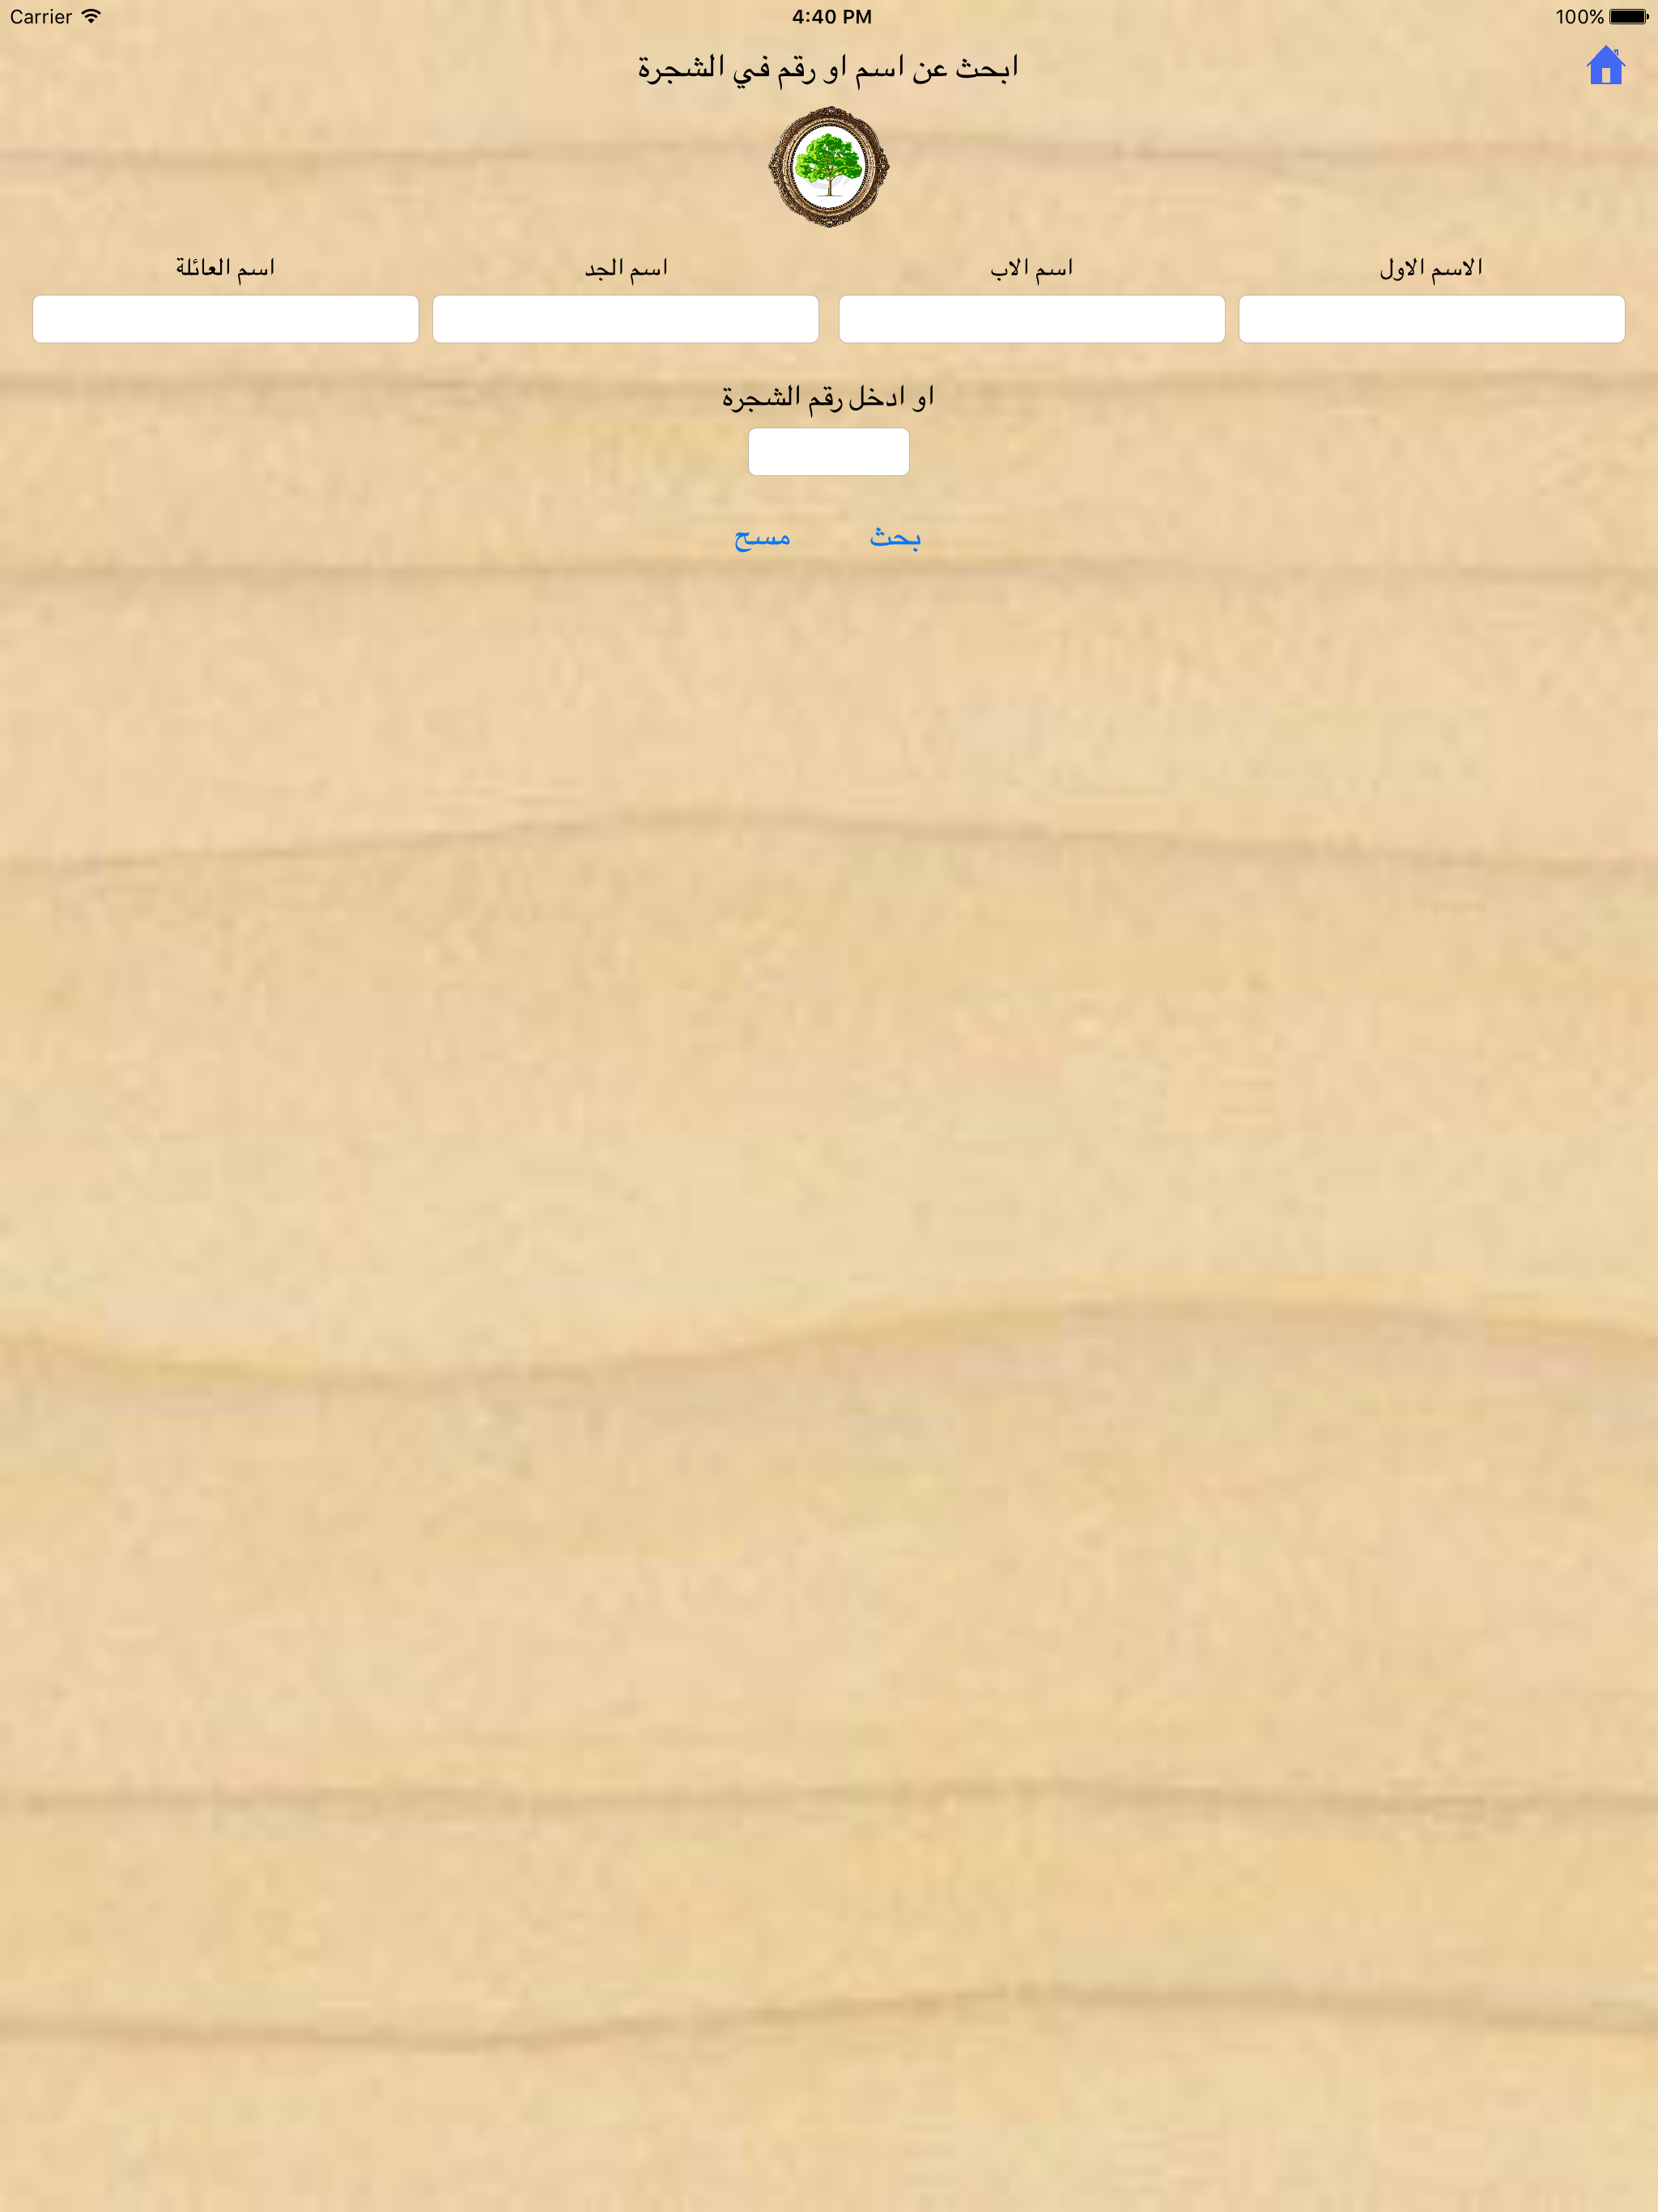 Carrier 4:40 PM 100%
ابحث عن اسم او رقم في الشجرة
الاسم الاول اسم الاب اسم الجد اسم العائلة
او ادخل رقم الشجرة
بحث مسح